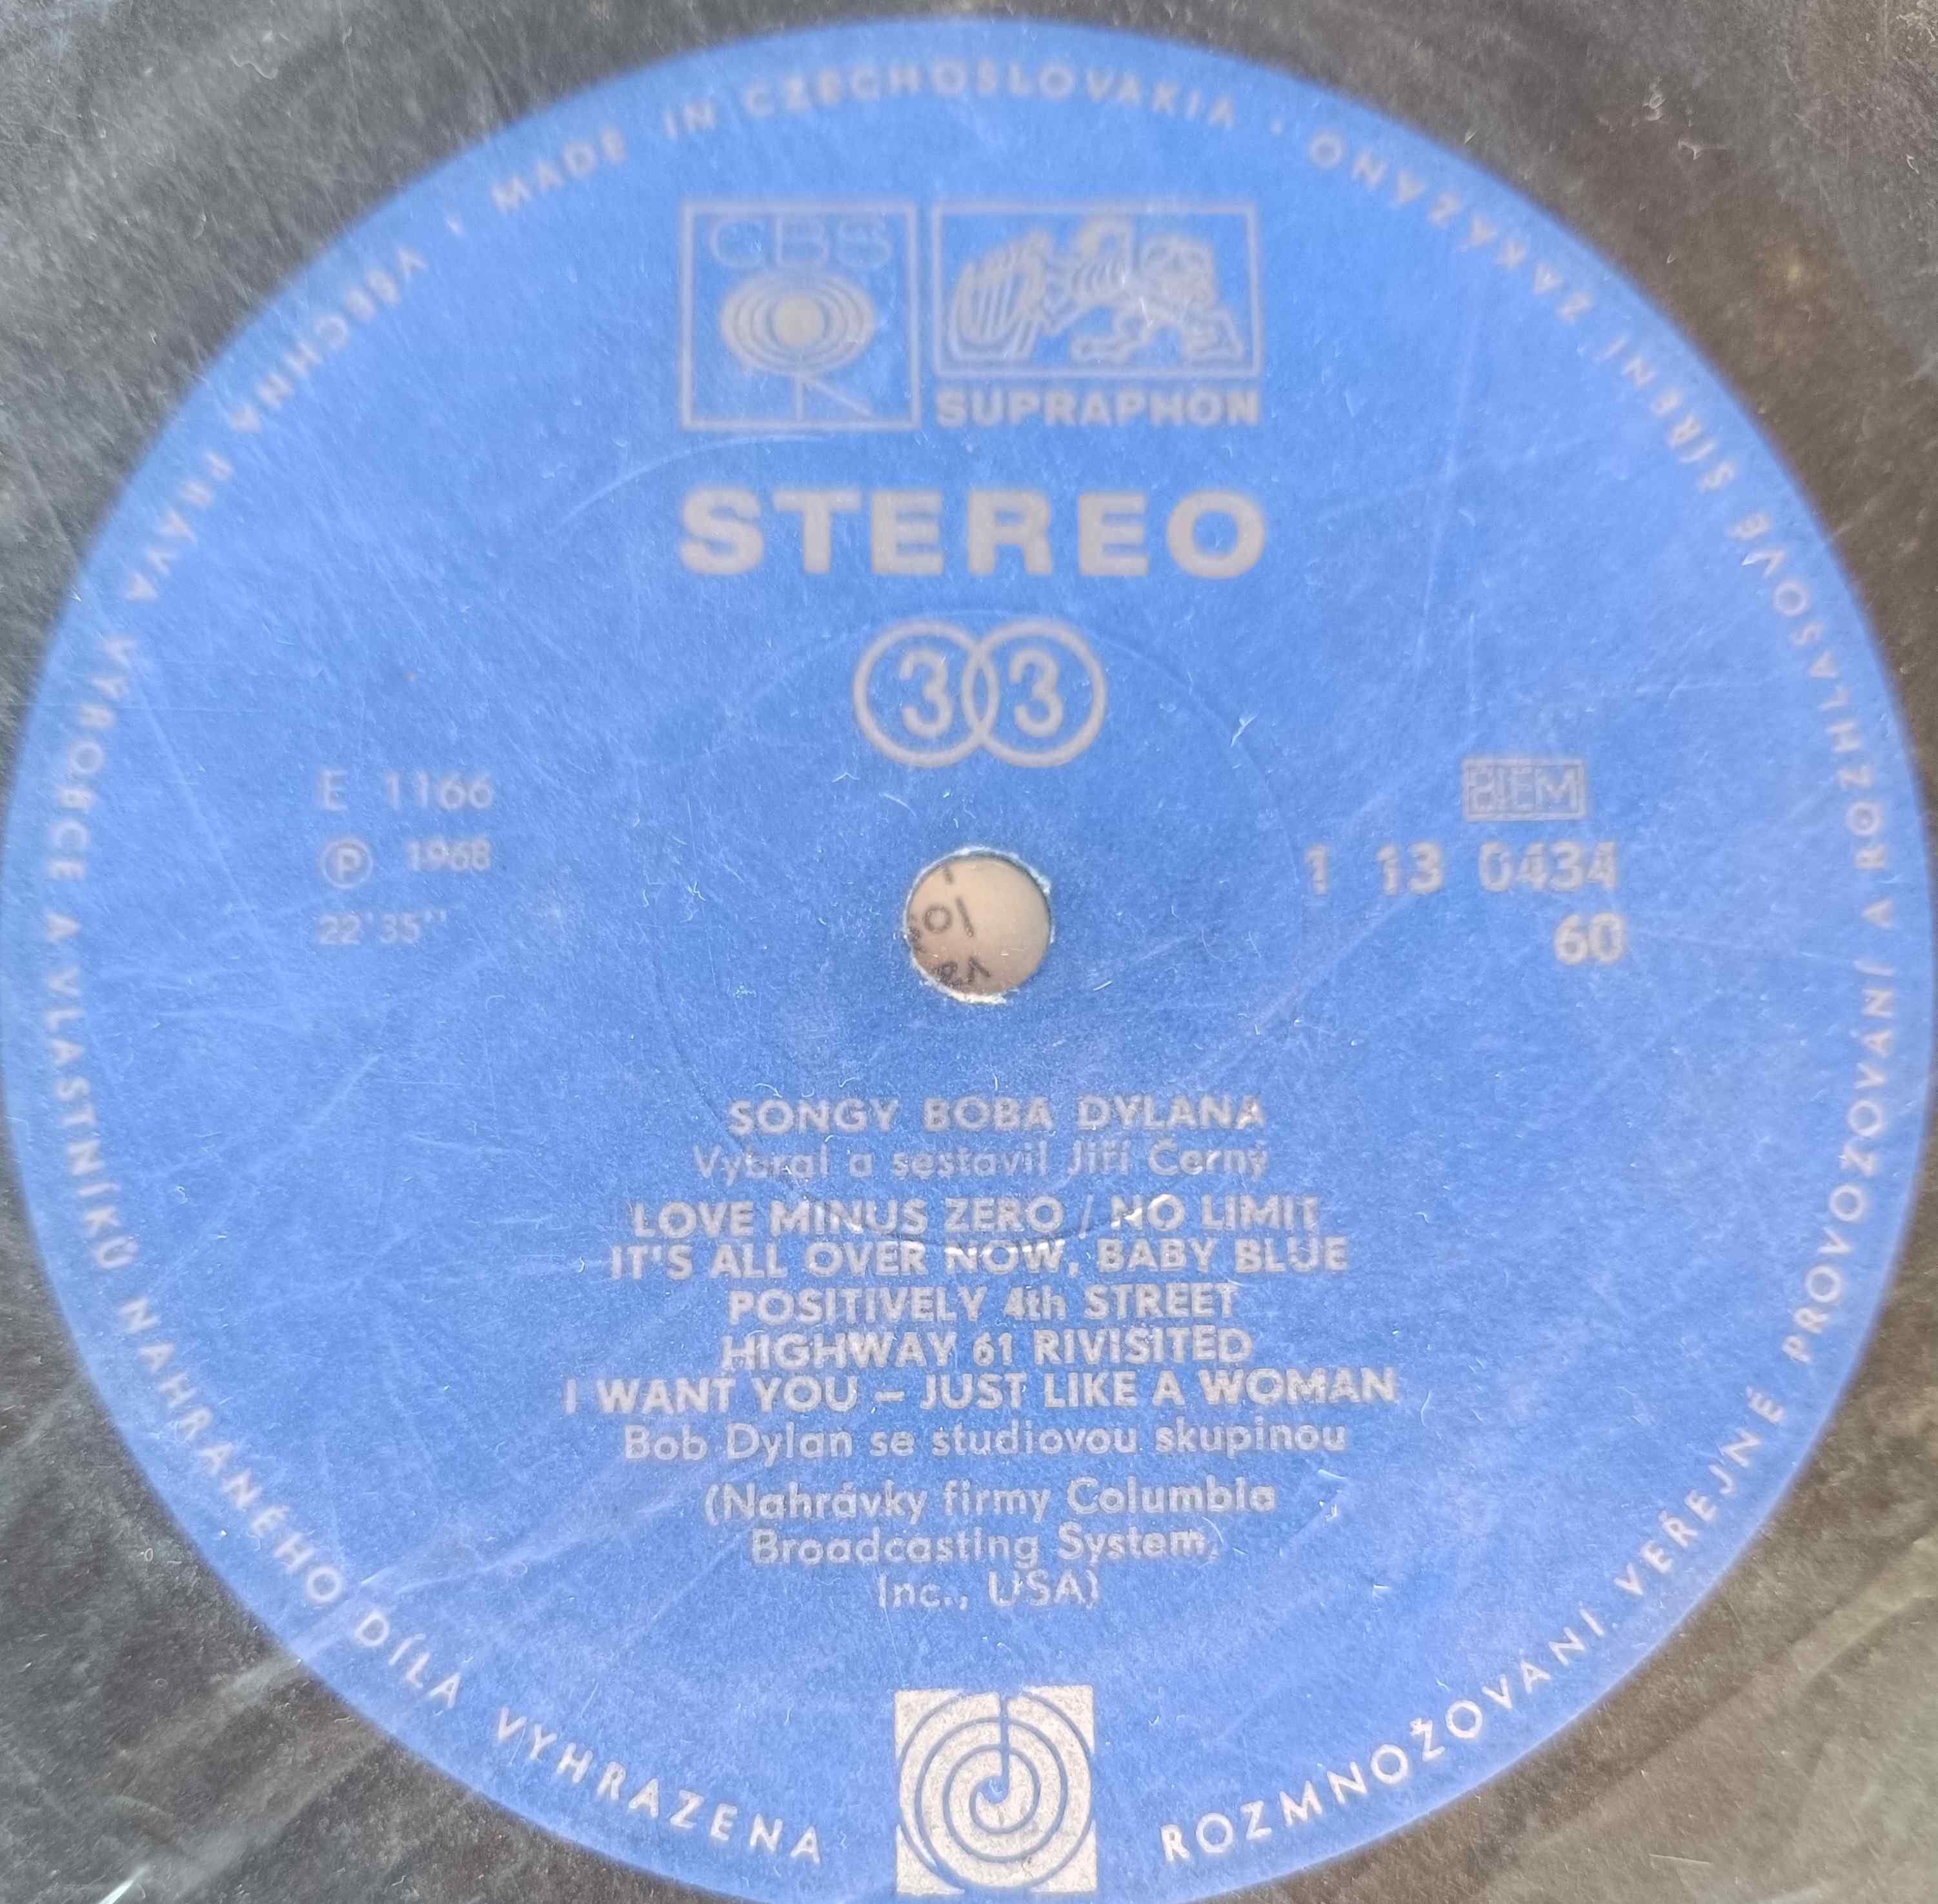 VŠECHNA PRÁVA VÝROBCE A VLASTNÍKŮ NAHRANÉHO DÍLA VYHRAZENA
• MADE IN CZECHOSLOVAKIA •
ROZMNOŽOVÁNÍ, VEŘEJNÉ PROVOZOVÁNÍ A ROZHLASOVÉ ŠÍŘENÍ ZAKÁZÁNO
CBS
SUPRAPHON
STEREO
33
E 1166
Ⓟ 1968
22'35''
BIEM
1 13 0434
60
SONGY BOBA DYLANA
Vybral a sestavil Jiří Černý
LOVE MINUS ZERO / NO LIMIT
IT'S ALL OVER NOW, BABY BLUE
POSITIVELY 4th STREET
HIGHWAY 61 RIVISITED
I WANT YOU – JUST LIKE A WOMAN
Bob Dylan se studiovou skupinou
(Nahrávky firmy Columbia
Broadcasting System,
Inc., USA)